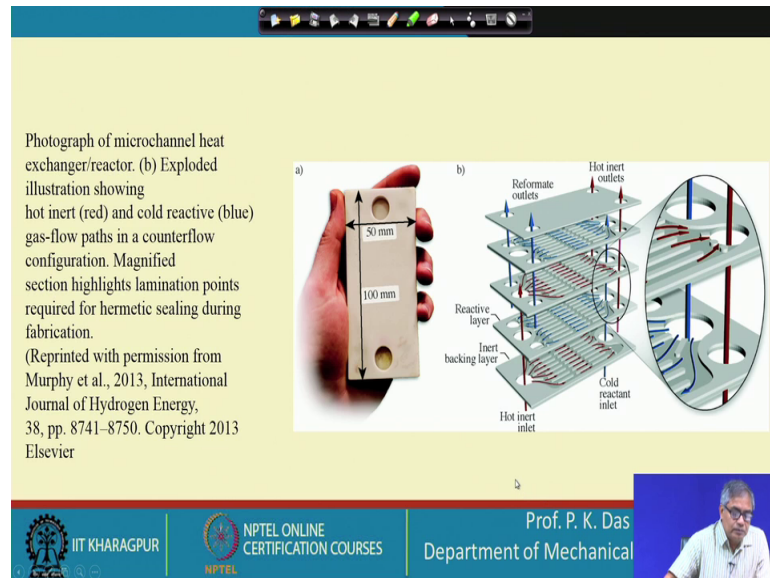 Photograph of microchannel heat
exchanger/reactor. (b) Exploded
illustration showing
hot inert (red) and cold reactive (blue)
gas-flow paths in a counterflow
configuration. Magnified
section highlights lamination points
required for hermetic sealing during
fabrication.
(Reprinted with permission from
Murphy et al., 2013, International
Journal of Hydrogen Energy,
38, pp. 8741–8750. Copyright 2013
Elsevier
a)
50 mm
100 mm
b)
Hot inert
outlets
Reformate
outlets
Reactive
layer
Inert
backing layer
Cold
reactant
inlet
Hot inert
inlet
IIT KHARAGPUR
NPTEL
NPTEL ONLINE
CERTIFICATION COURSES
Prof. P. K. Das
Department of Mechanical